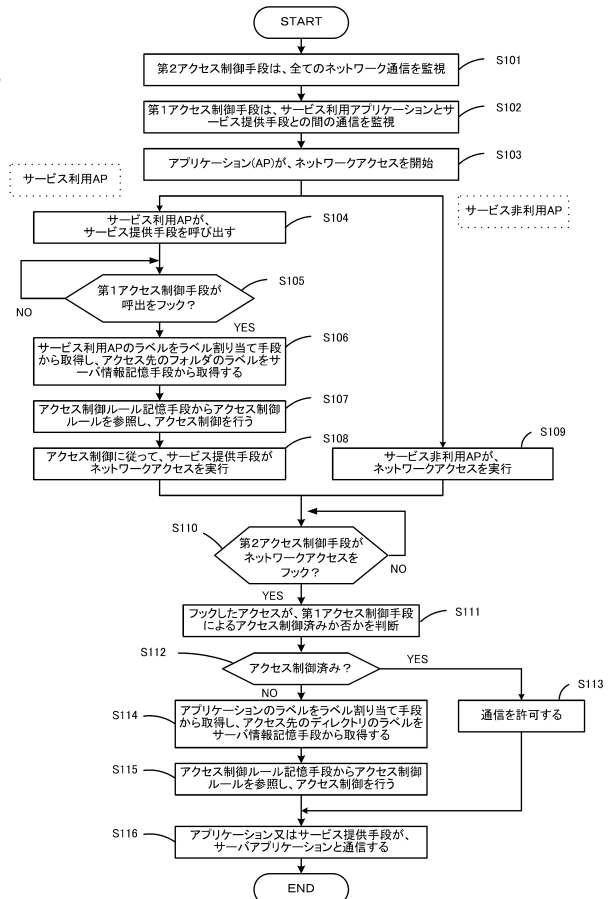 START
第2アクセス制御手段は、全てのネットワーク通信を監視
S101
第1アクセス制御手段は、サービス利用アプリケーションとサ
ービス提供手段との間の通信を監視
S102
アプリケーション(AP)が、ネットワークアクセスを開始
S103
サービス利用AP
サービス非利用AP
サービス利用APが、
サービス提供手段を呼び出す
S104
第1アクセス制御手段が
呼出をフック？
S105
NO
YES
サービス利用APのラベルをラベル割り当て手段
から取得し、アクセス先のフォルダのラベルをサ
ーバ情報記憶手段から取得する
S106
アクセス制御ルール記憶手段からアクセス制御
ルールを参照し、アクセス制御を行う
S107
アクセス制御に従って、サービス提供手段が
ネットワークアクセスを実行
S108
サービス非利用APが、
ネットワークアクセスを実行
S109
S110
第2アクセス制御手段が
ネットワークアクセスを
フック？
NO
YES
フックしたアクセスが、第1アクセス制御手段
によるアクセス制御済みか否かを判断
S111
S112
アクセス制御済み？
YES
NO
S113
通信を許可する
S114
アプリケーションのラベルをラベル割り当て手段
から取得し、アクセス先のディレクトリのラベルを
サーバ情報記憶手段から取得する
S115
アクセス制御ルール記憶手段からアクセス制御
ルールを参照し、アクセス制御を行う
S116
アプリケーション又はサービス提供手段が、
サーバアプリケーションと通信する
END